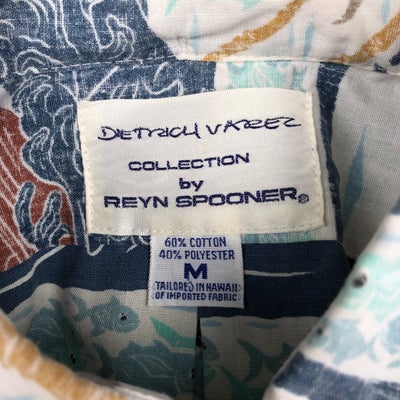 DIETRICH VAREZ
COLLECTION
by
REYN SPOONER®
60% COTTON
40% POLYESTER
M
TAILORED IN HAWAII
OF IMPORTED FABRIC